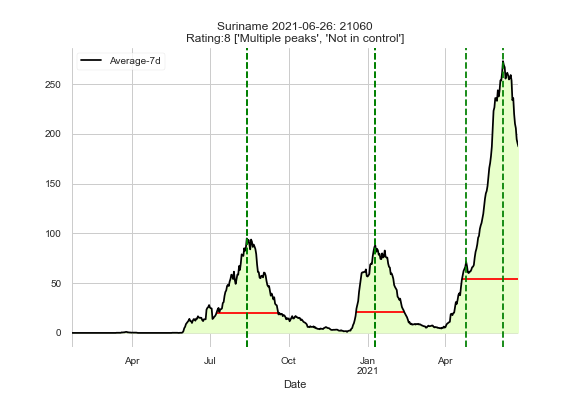 Suriname 2021-06-26: 21060
Rating:8 ['Multiple peaks', 'Not in control']
Average-7d
250
200
150
100
50
0
Apr Jul Oct Jan Apr
2021
Date